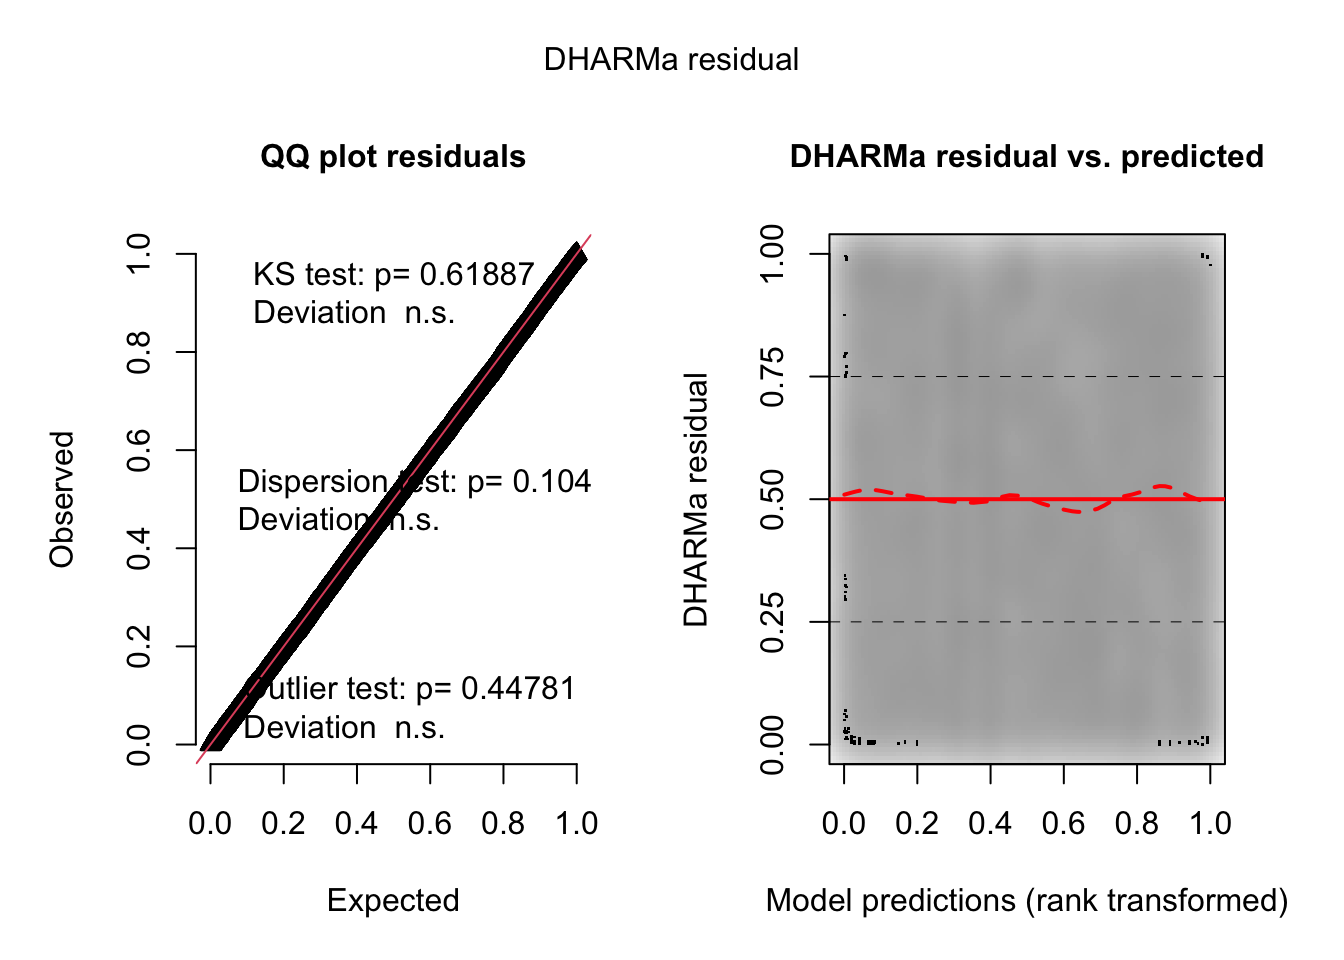 DHARMa residual
QQ plot residuals
KS test: p= 0.61887
Deviation n.s.
Dispersion test: p= 0.104
Deviation n.s.
Outlier test: p= 0.44781
Deviation n.s.
Observed
0.0 0.2 0.4 0.6 0.8 1.0
0.0 0.2 0.4 0.6 0.8 1.0
Expected
DHARMa residual vs. predicted
DHARMa residual
0.00 0.25 0.50 0.75 1.00
0.0 0.2 0.4 0.6 0.8 1.0
Model predictions (rank transformed)